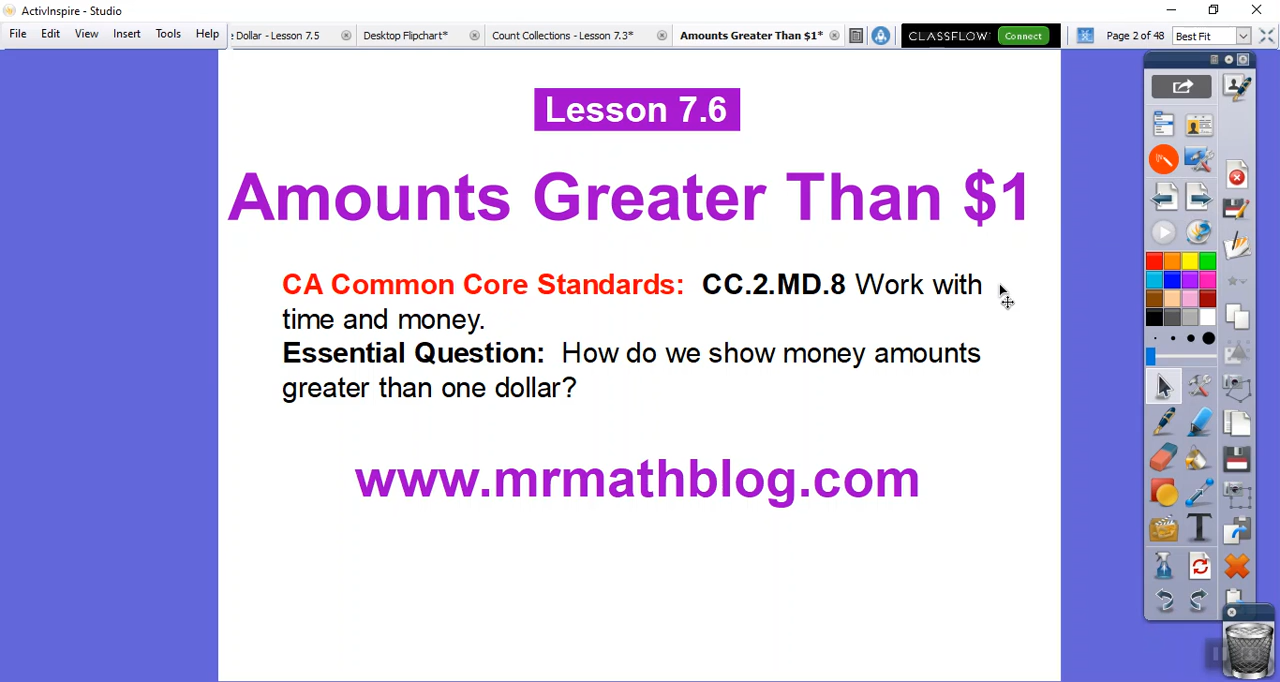 ActivInspire - Studio
File Edit View Insert Tools Help
e Dollar - Lesson 7.5
Desktop Flipchart*
Count Collections - Lesson 7.3*
Amounts Greater Than $1*
CLASSFLOW
Connect
Page 2 of 48
Best Fit
Lesson 7.6
Amounts Greater Than $1
CA Common Core Standards: CC.2.MD.8 Work with
time and money.
Essential Question: How do we show money amounts
greater than one dollar?
www.mrmathblog.com
T